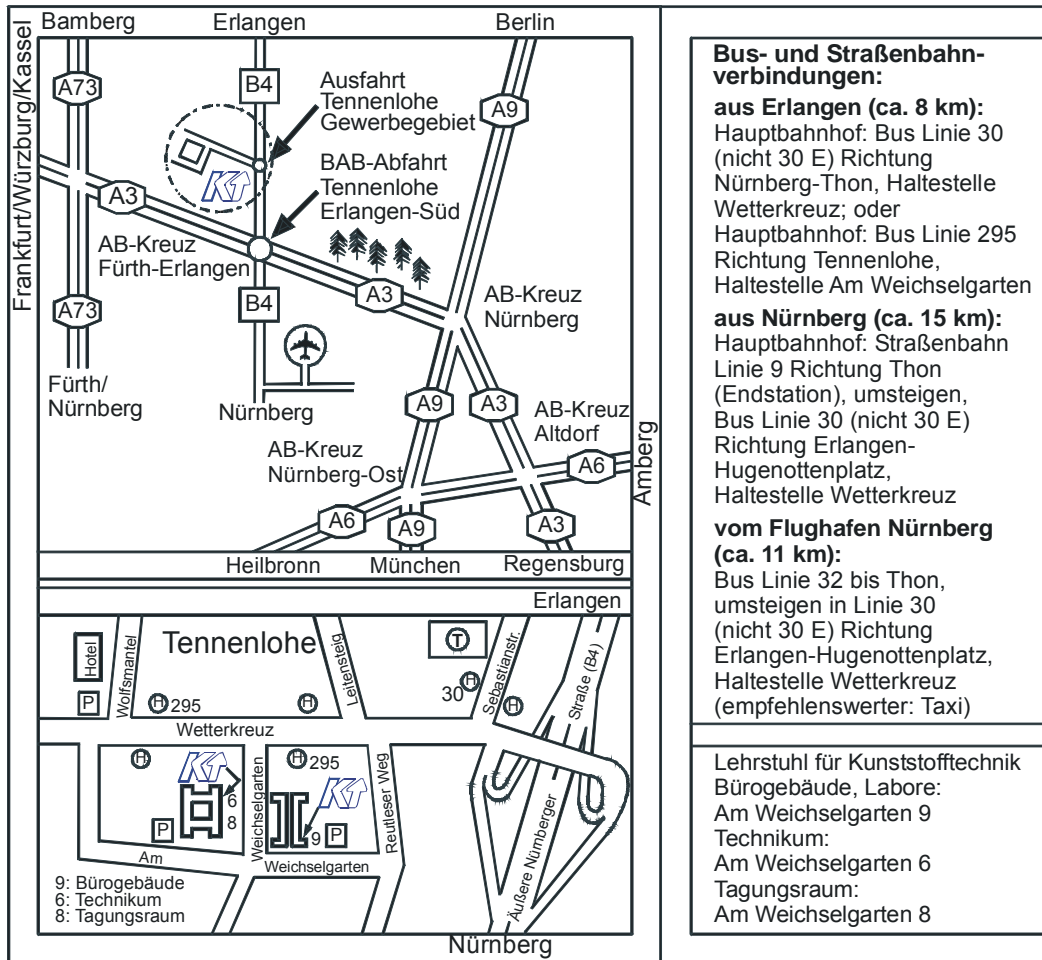 Bamberg
Erlangen
Berlin
Frankfurt/Würzburg/Kassel
A73
B4
Ausfahrt
Tennenlohe
Gewerbegebiet
A9
KT
BAB-Abfahrt
Tennenlohe
Erlangen-Süd
A3
AB-Kreuz
Fürth-Erlangen
A73
B4
A3
AB-Kreuz
Nürnberg
Fürth/
Nürnberg
Nürnberg
A9
A3
AB-Kreuz
Altdorf
AB-Kreuz
Nürnberg-Ost
A6
Amberg
A6
A9
A3
Heilbronn
München
Regensburg
Erlangen
Hotel
P
Wolfsmantel
Tennenlohe
Leitensteig
T
Sebastianstr.
Straße (B4)
H 295
H
30 H
H
Wetterkreuz
H
KT
6
8
P
Weichselgarten
H 295
KT
9
P
Reutleser Weg
Äußere Nürnberger
Am
Weichselgarten
9: Bürogebäude
6: Technikum
8: Tagungsraum
Nürnberg
Bus- und Straßenbahn-
verbindungen:
aus Erlangen (ca. 8 km):
Hauptbahnhof: Bus Linie 30
(nicht 30 E) Richtung
Nürnberg-Thon, Haltestelle
Wetterkreuz; oder
Hauptbahnhof: Bus Linie 295
Richtung Tennenlohe,
Haltestelle Am Weichselgarten
aus Nürnberg (ca. 15 km):
Hauptbahnhof: Straßenbahn
Linie 9 Richtung Thon
(Endstation), umsteigen,
Bus Linie 30 (nicht 30 E)
Richtung Erlangen-
Hugenottenplatz,
Haltestelle Wetterkreuz
vom Flughafen Nürnberg
(ca. 11 km):
Bus Linie 32 bis Thon,
umsteigen in Linie 30
(nicht 30 E) Richtung
Erlangen-Hugenottenplatz,
Haltestelle Wetterkreuz
(empfehlenswerter: Taxi)
Lehrstuhl für Kunststofftechnik
Bürogebäude, Labore:
Am Weichselgarten 9
Technikum:
Am Weichselgarten 6
Tagungsraum:
Am Weichselgarten 8